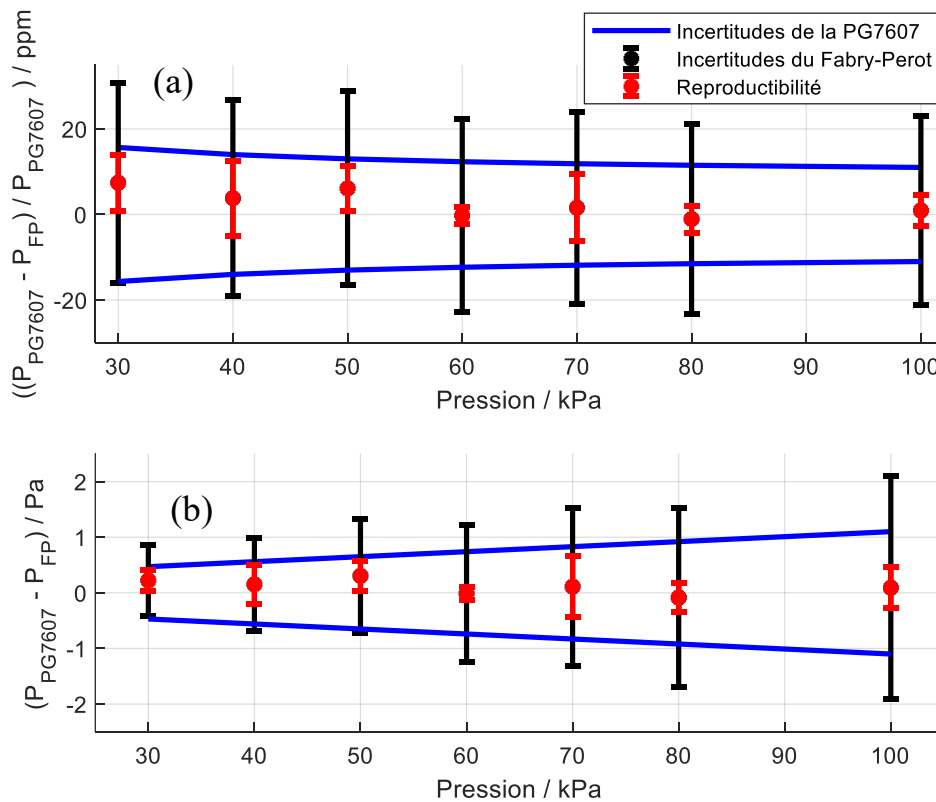 Incertitudes de la PG7607
Incertitudes du Fabry-Perot
Reproductibilité
(a)
((P_PG7607 - P_FP) / P_PG7607 ) / ppm
20
0
-20
30 40 50 60 70 80 90 100
Pression / kPa
(b)
(P_PG7607 - P_FP) / Pa
2
1
0
-1
-2
30 40 50 60 70 80 90 100
Pression / kPa